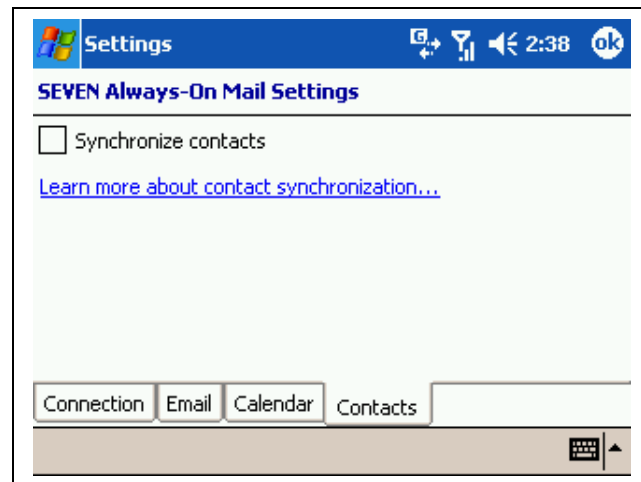 Settings G 2:38 ok
SEVEN Always-On Mail Settings
Synchronize contacts
Learn more about contact synchronization...
Connection Email Calendar Contacts